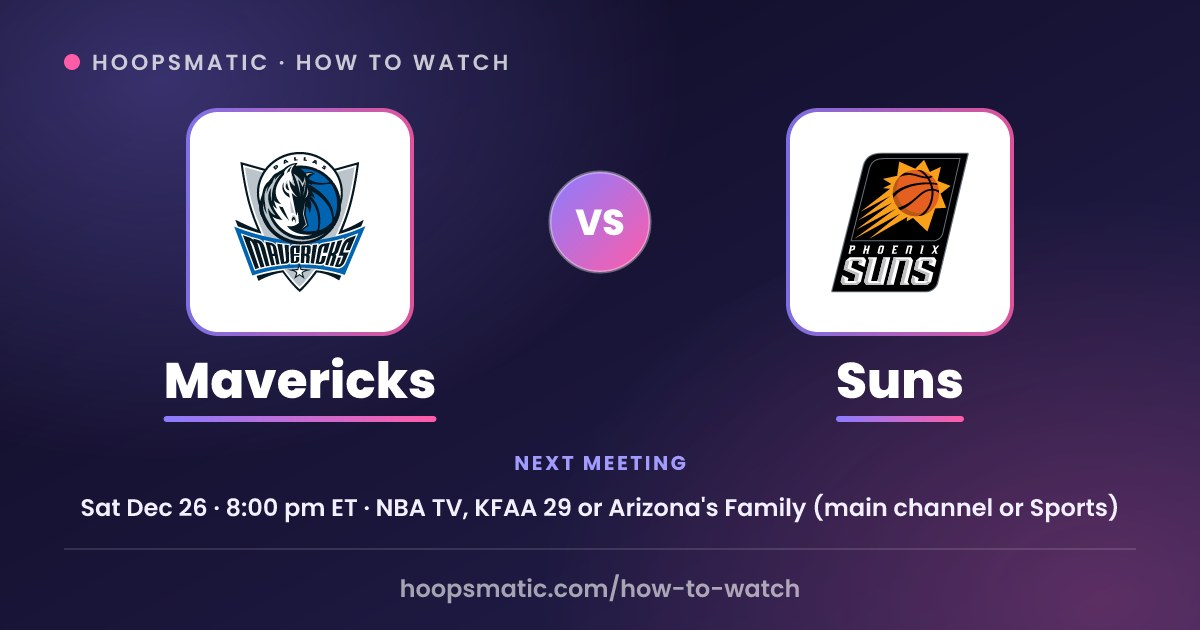 HOOPSMATIC · HOW TO WATCH
DALLAS
MAVERICKS
VS
PHOENIX
SUNS
Mavericks
Suns
NEXT MEETING
Sat Dec 26 · 8:00 pm ET · NBA TV, KFAA 29 or Arizona's Family (main channel or Sports)
hoopsmatic.com/how-to-watch